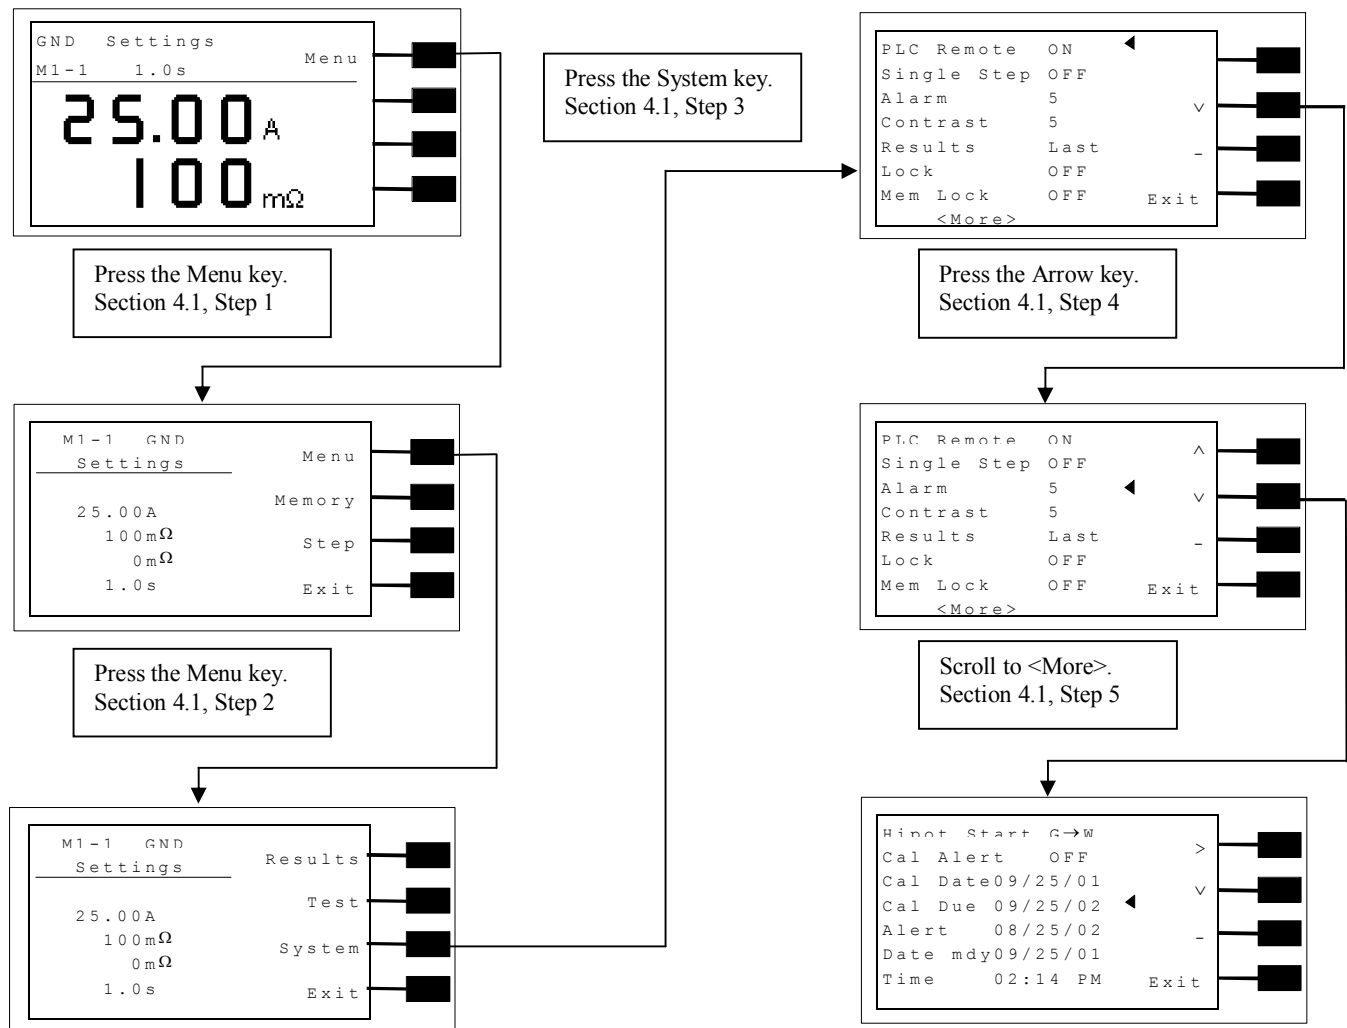 GND Settings
Menu
M1-1 1.0s
25.00A
100mΩ
Press the Menu key.
Section 4.1, Step 1
M1-1 GND
Settings
Menu
Memory
25.00A
100mΩ
Step
0mΩ
1.0s
Exit
Press the Menu key.
Section 4.1, Step 2
M1-1 GND
Settings
Results
Test
25.00A
100mΩ
System
0mΩ
1.0s
Exit
Press the System key.
Section 4.1, Step 3
PLC Remote ON ◀
Single Step OFF
Alarm 5
v
Contrast 5
Results Last
-
Lock OFF
Mem Lock OFF
Exit
<More>
Press the Arrow key.
Section 4.1, Step 4
PLC Remote ON
^
Single Step OFF
Alarm 5 ◀
v
Contrast 5
Results Last
-
Lock OFF
Mem Lock OFF
Exit
<More>
Scroll to <More>.
Section 4.1, Step 5
Hipot Start G→W
>
Cal Alert OFF
Cal Date09/25/01
v
Cal Due 09/25/02 ◀
Alert 08/25/02
-
Date mdy09/25/01
Time 02:14 PM
Exit